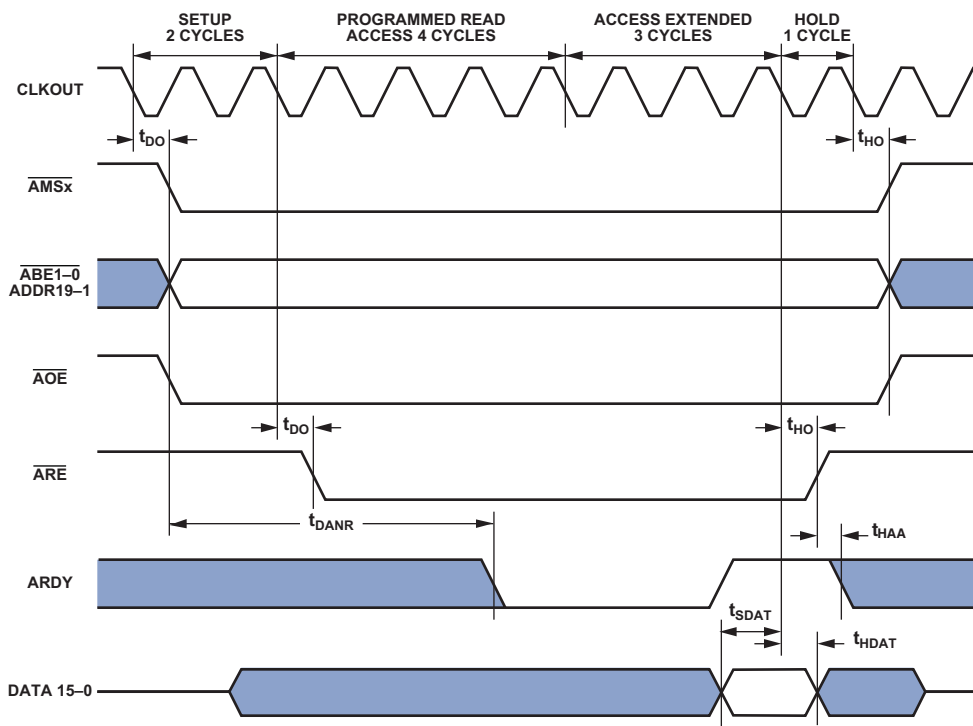 SETUP
2 CYCLES
PROGRAMMED READ
ACCESS 4 CYCLES
ACCESS EXTENDED
3 CYCLES
HOLD
1 CYCLE
CLKOUT
tDO
tHO
AMSx
ABE1–0
ADDR19–1
AOE
tDO
tHO
ARE
tDANR
tHAA
ARDY
tSDAT
tHDAT
DATA 15–0